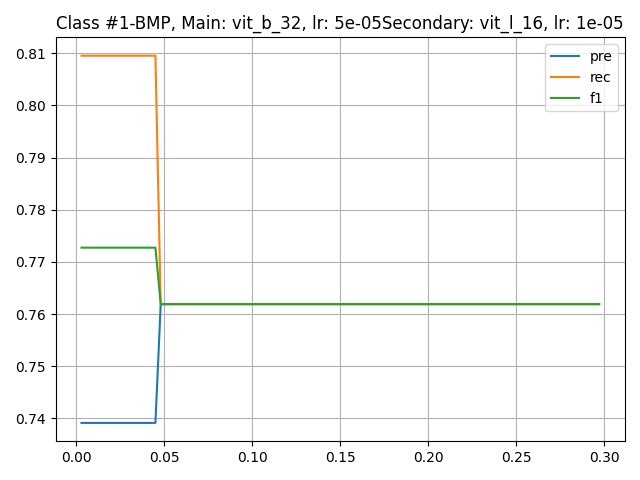 Class #1-BMP, Main: vit_b_32, lr: 5e-05Secondary: vit_l_16, lr: 1e-05
pre
rec
f1
0.81
0.80
0.79
0.78
0.77
0.76
0.75
0.74
0.00 0.05 0.10 0.15 0.20 0.25 0.30